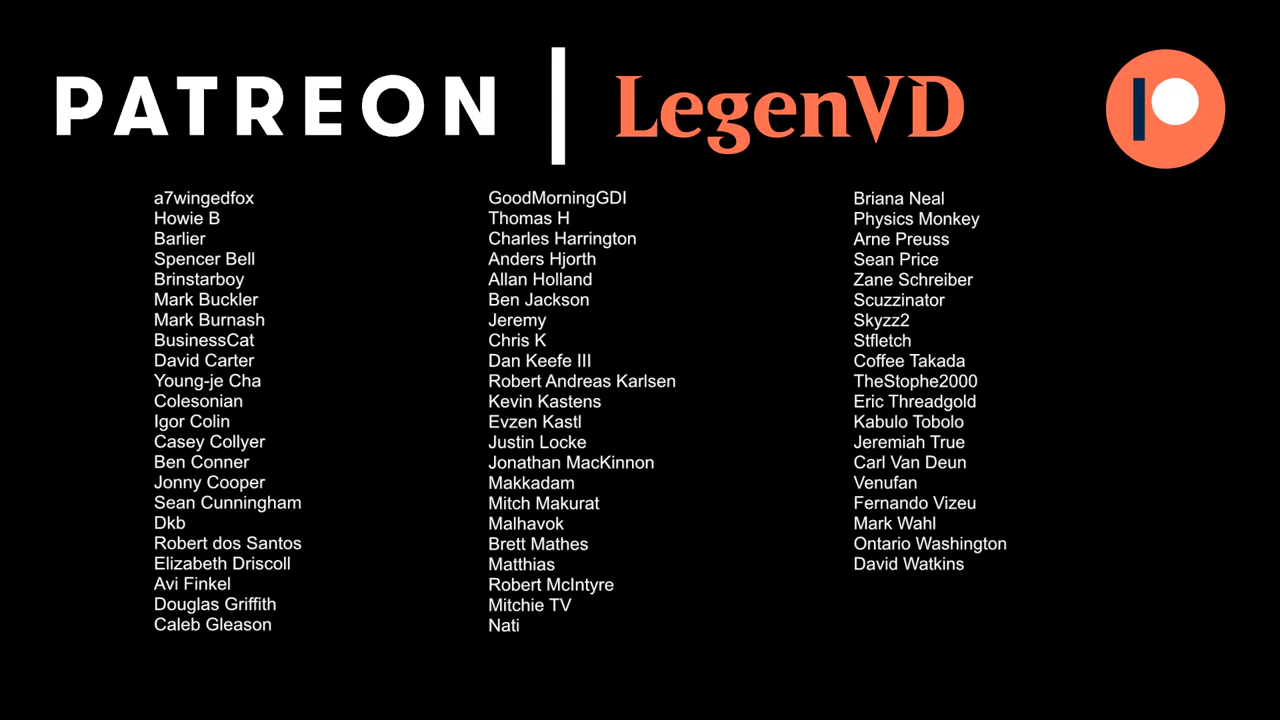 PATREON | LegenVD
a7wingedfox
Howie B
Barlier
Spencer Bell
Brinstarboy
Mark Buckler
Mark Burnash
BusinessCat
David Carter
Young-je Cha
Colesonian
Igor Colin
Casey Collyer
Ben Conner
Jonny Cooper
Sean Cunningham
Dkb
Robert dos Santos
Elizabeth Driscoll
Avi Finkel
Douglas Griffith
Caleb Gleason
GoodMorningGDI
Thomas H
Charles Harrington
Anders Hjorth
Allan Holland
Ben Jackson
Jeremy
Chris K
Dan Keefe III
Robert Andreas Karlsen
Kevin Kastens
Evzen Kastl
Justin Locke
Jonathan MacKinnon
Makkadam
Mitch Makurat
Malhavok
Brett Mathes
Matthias
Robert McIntyre
Mitchie TV
Nati
Briana Neal
Physics Monkey
Arne Preuss
Sean Price
Zane Schreiber
Scuzzinator
Skyzz2
Stfletch
Coffee Takada
TheStophe2000
Eric Threadgold
Kabulo Tobolo
Jeremiah True
Carl Van Deun
Venufan
Fernando Vizeu
Mark Wahl
Ontario Washington
David Watkins